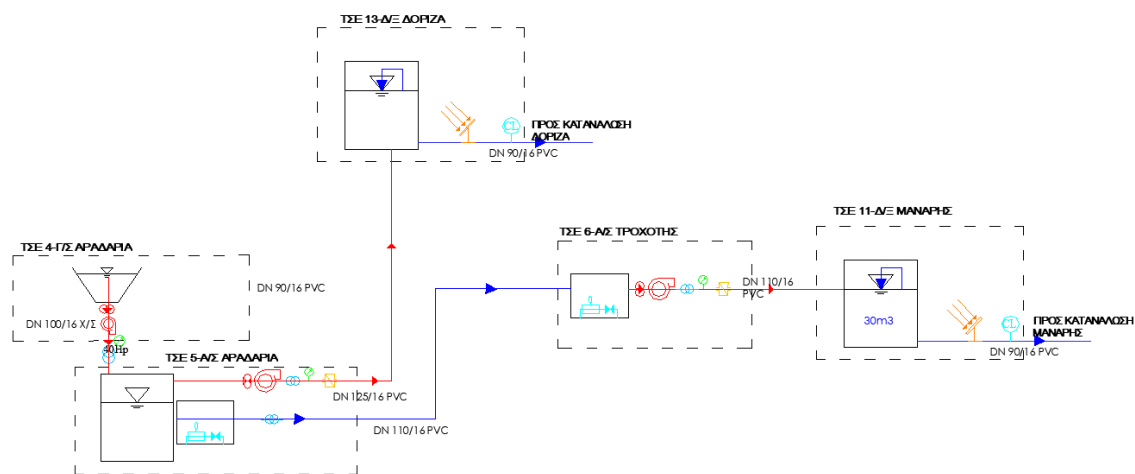 ΤΣΕ 13-Δ/Ξ ΔΟΡΙΖΑ
CL
ΠΡΟΣ ΚΑΤΑΝΑΛΩΣΗ
ΔΟΡΙΖΑ
DN 90/16 PVC
ΤΣΕ 4-Γ/Σ ΑΡΑΔΑΡΙΑ
DN 90/16 PVC
DN 100/16 Χ/Σ
40Hp
ΤΣΕ 5-Α/Σ ΑΡΑΔΑΡΙΑ
DN 125/16 PVC
DN 110/16 PVC
ΤΣΕ 6-Α/Σ ΤΡΟΧΟΤΗΣ
DN 110/16
PVC
ΤΣΕ 11-Δ/Ξ ΜΑΝΑΡΗΣ
30m3
CL
ΠΡΟΣ ΚΑΤΑΝΑΛΩΣΗ
ΜΑΝΑΡΗΣ
DN 90/16 PVC